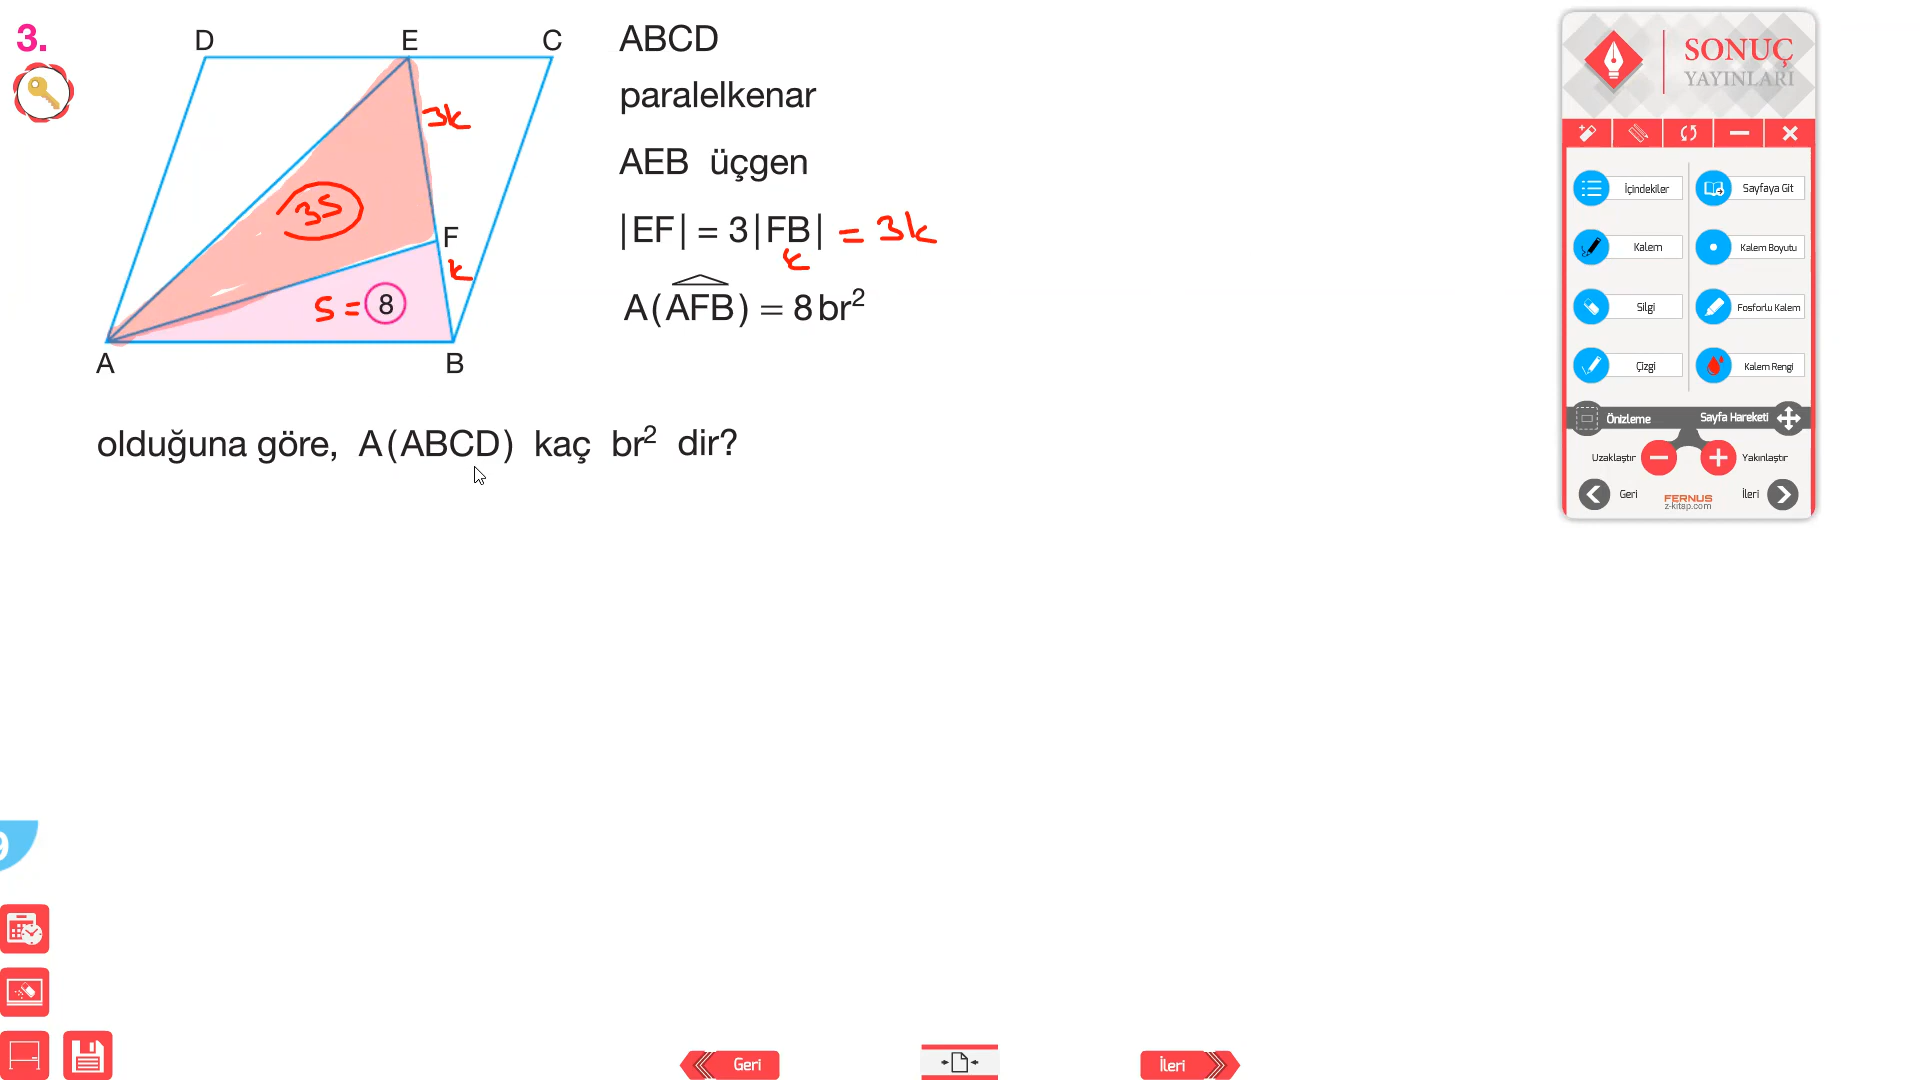 3.
D E C
3k
3S
F
k
S = 8
A B
ABCD
paralelkenar
AEB üçgen
|EF| = 3|FB| = 3k
k
A(AFB) = 8 br²
olduğuna göre, A(ABCD) kaç br² dir?
SONUÇ
YAYINLARI
İçindekiler Sayfaya Git
Kalem Kalem Boyutu
Silgi Fosforlu Kalem
Çizgi Kalem Rengi
Önizleme Sayfa Hareketi
Uzaklaştır Yakınlaştır
Geri FERNUS İleri
z-kitap.com
9
Geri İleri